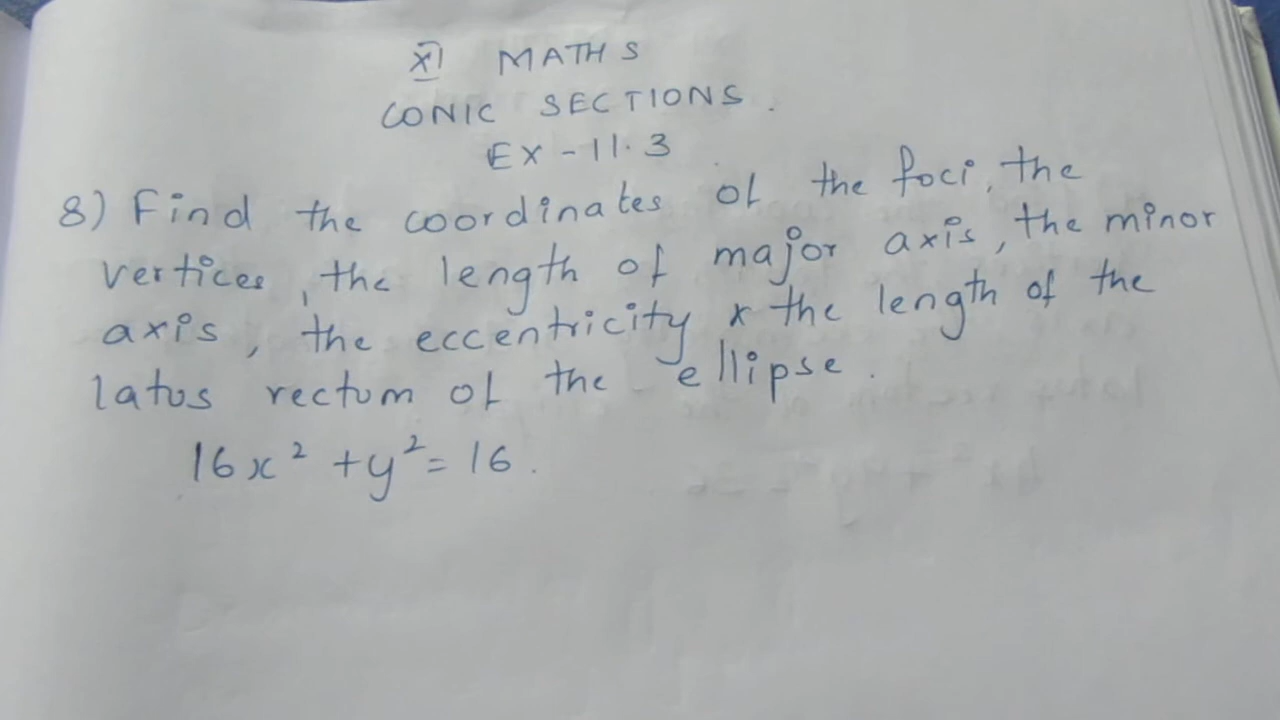 XI MATHS
CONIC SECTIONS.
EX-11.3
8) Find the coordinates of the foci, the
vertices, the length of major axis, the minor
axis, the eccentricity & the length of the
latus rectum of the ellipse.
16x² +y²= 16.